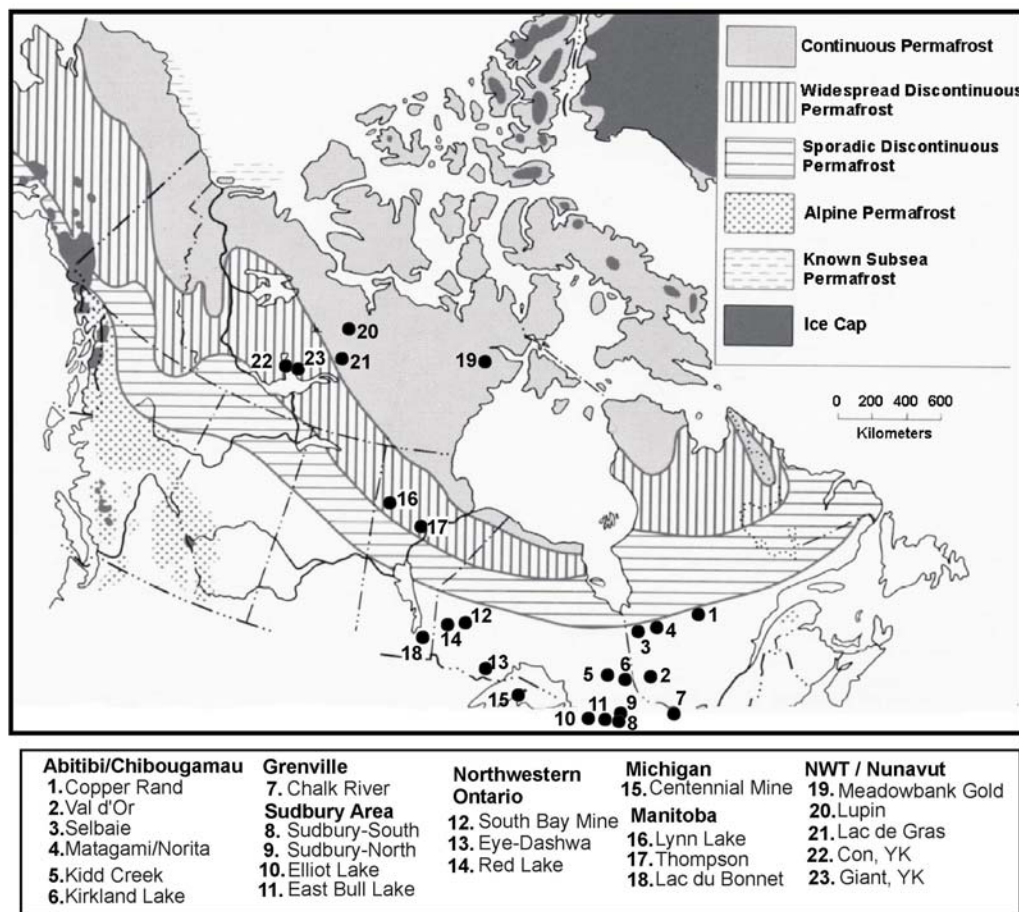 Continuous Permafrost
Widespread Discontinuous
Permafrost
Sporadic Discontinuous
Permafrost
Alpine Permafrost
Known Subsea
Permafrost
Ice Cap
0 200 400 600
Kilometers
20
21
19
22
23
16
17
12
14
18
13
15
1
4
3
6
5
2
7
9
11
10
8
Abitibi/Chibougamau
1.Copper Rand
2.Val d'Or
3.Selbaie
4.Matagami/Norita
5.Kidd Creek
6.Kirkland Lake
Grenville
7. Chalk River
Sudbury Area
8. Sudbury-South
9. Sudbury-North
10. Elliot Lake
11. East Bull Lake
Northwestern
Ontario
12. South Bay Mine
13. Eye-Dashwa
14. Red Lake
Michigan
15. Centennial Mine
Manitoba
16. Lynn Lake
17. Thompson
18. Lac du Bonnet
NWT / Nunavut
19. Meadowbank Gold
20. Lupin
21. Lac de Gras
22. Con, YK
23. Giant, YK